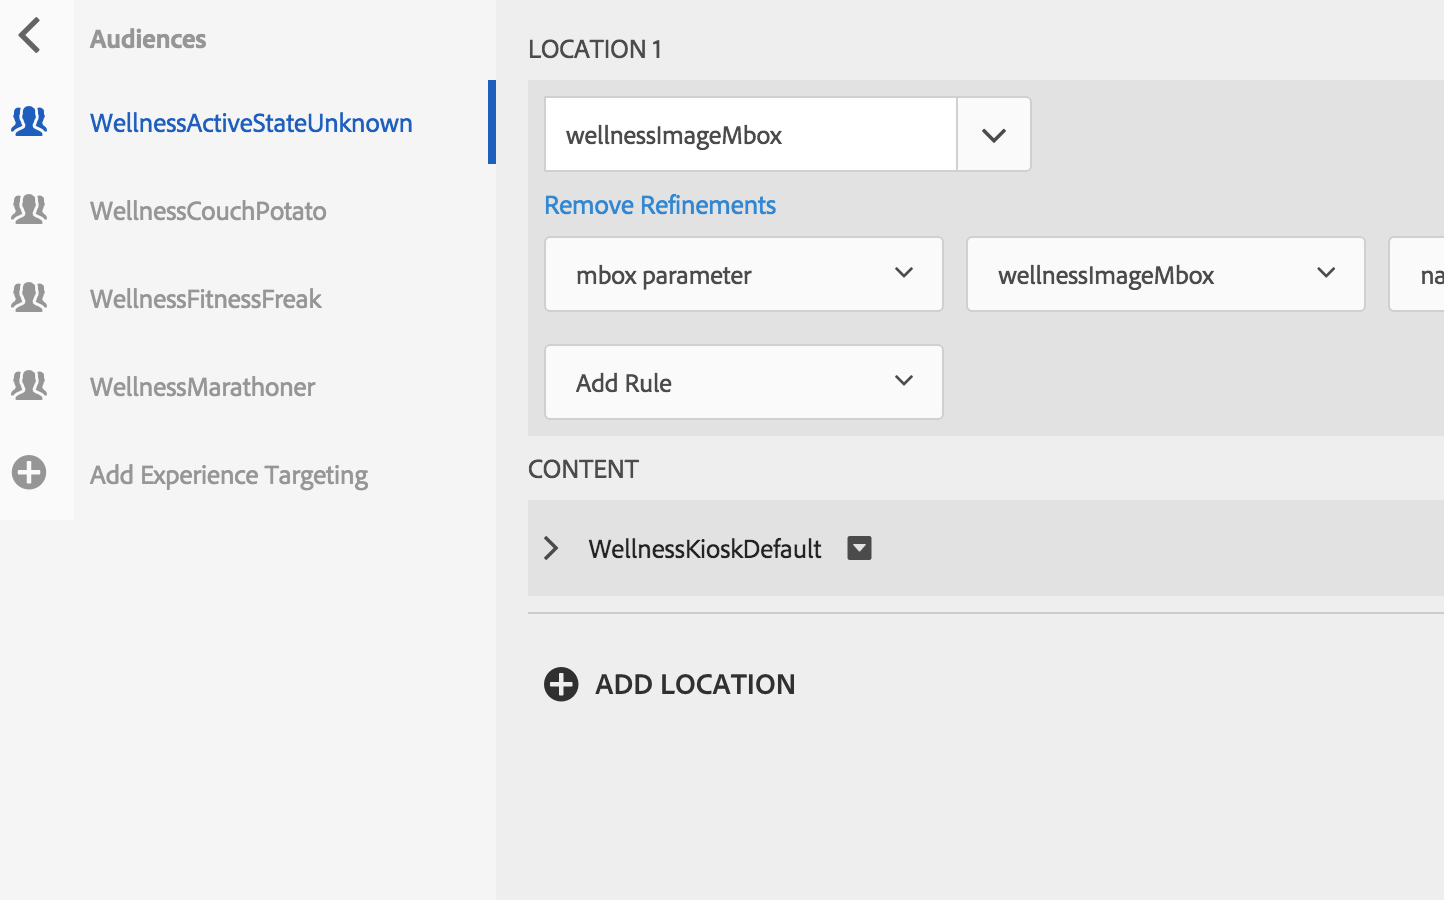 Audiences
WellnessActiveStateUnknown
WellnessCouchPotato
WellnessFitnessFreak
WellnessMarathoner
Add Experience Targeting
LOCATION 1
wellnessImageMbox
Remove Refinements
mbox parameter wellnessImageMbox na
Add Rule
CONTENT
WellnessKioskDefault
ADD LOCATION